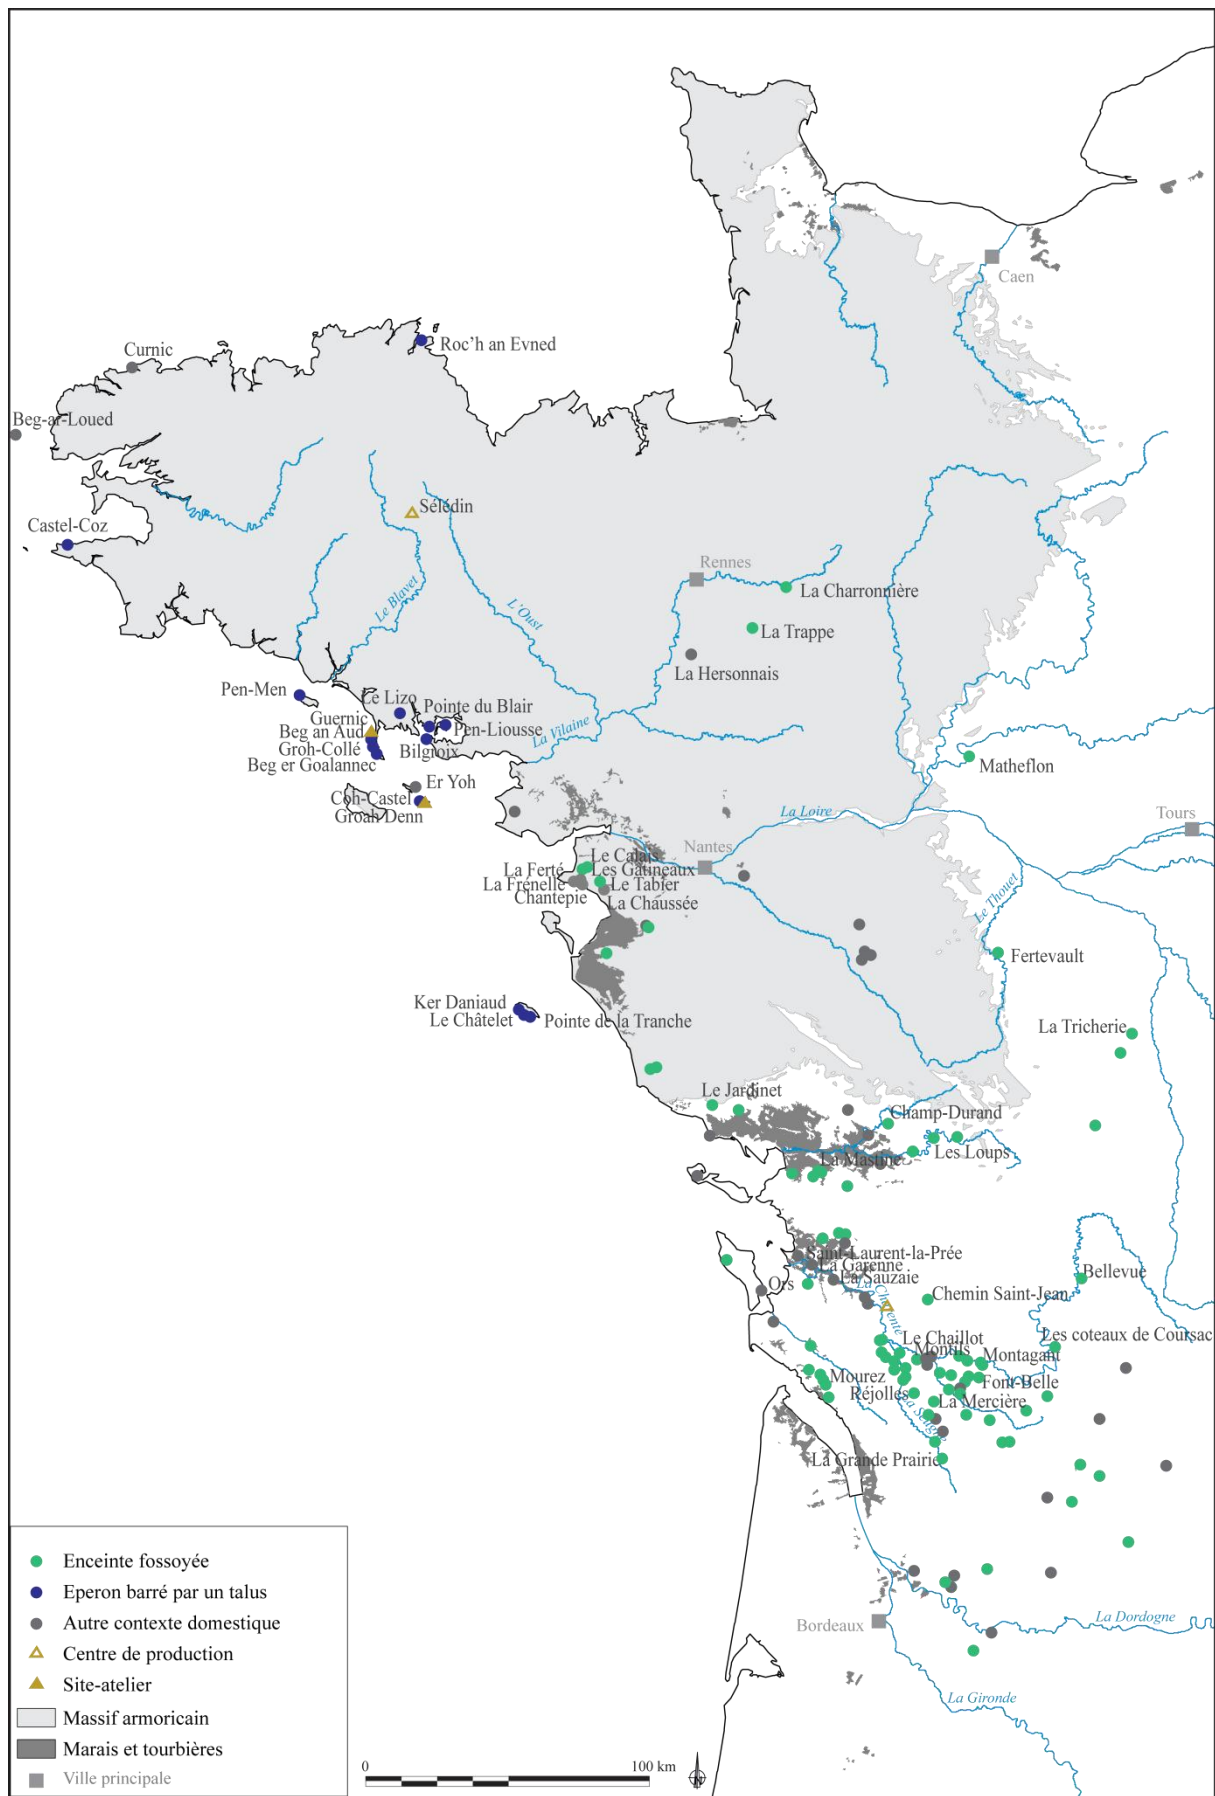 Caen
Roc’h an Evned
Curnic
Beg-ar-Loued
Sélédin
Castel-Coz
Rennes
La Charronnière
Le Blavet
L'Oust
La Trappe
La Hersonnais
Pen-Men
Le Lizo
Pointe du Blair
Guernic
Pen-Liousse
Beg an Aud
La Vilaine
Groh-Collé
Bilgroix
Beg er Goalannec
Matheflon
Er Yoh
Coh-Castel
Groah Denn
La Loire
Tours
Nantes
Le Calais
La Ferté
Les Gâtineaux
La Frenelle
Le Tabier
Chantepie
La Chaussée
Le Thouet
Fertevault
Ker Daniaud
Le Châtelet
Pointe de la Tranche
La Tricherie
Le Jardinet
Champ-Durand
Les Loups
La Mastine
Saint-Laurent-la-Prée
La Garenne
La Sauzaie
Ors
Bellevue
La Charente
Chemin Saint-Jean
Le Chaillot
Les coteaux de Coursac
Montils
Montagant
Mourez
Font-Belle
Réjolles
La Mercière
La Seugne
La Grande Prairie
La Dordogne
Bordeaux
La Gironde
Enceinte fossoyée
Eperon barré par un talus
Autre contexte domestique
Centre de production
Site-atelier
Massif armoricain
Marais et tourbières
Ville principale
0 100 km
N